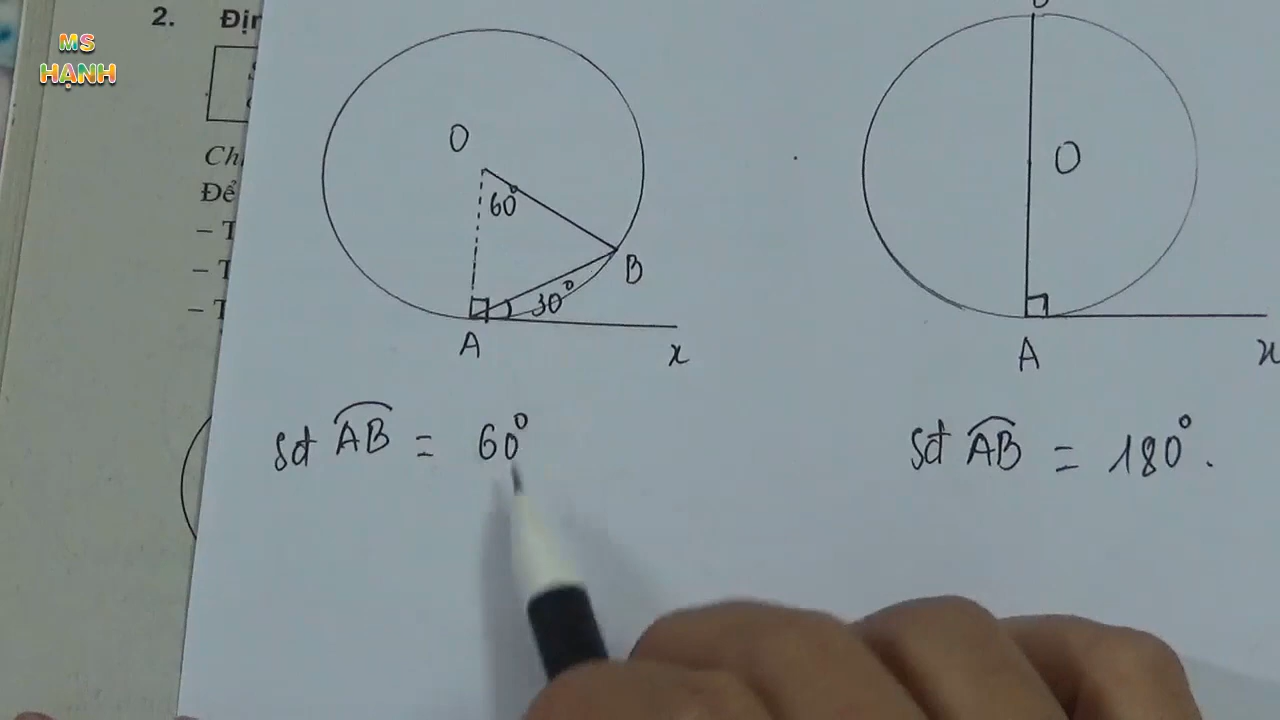 MS
HẠNH
2. Địn
Ch
Để
– T
– T
– T
O
60°
B
30°
A
x
sđ AB = 60°
O
A
x
sđ AB = 180°.